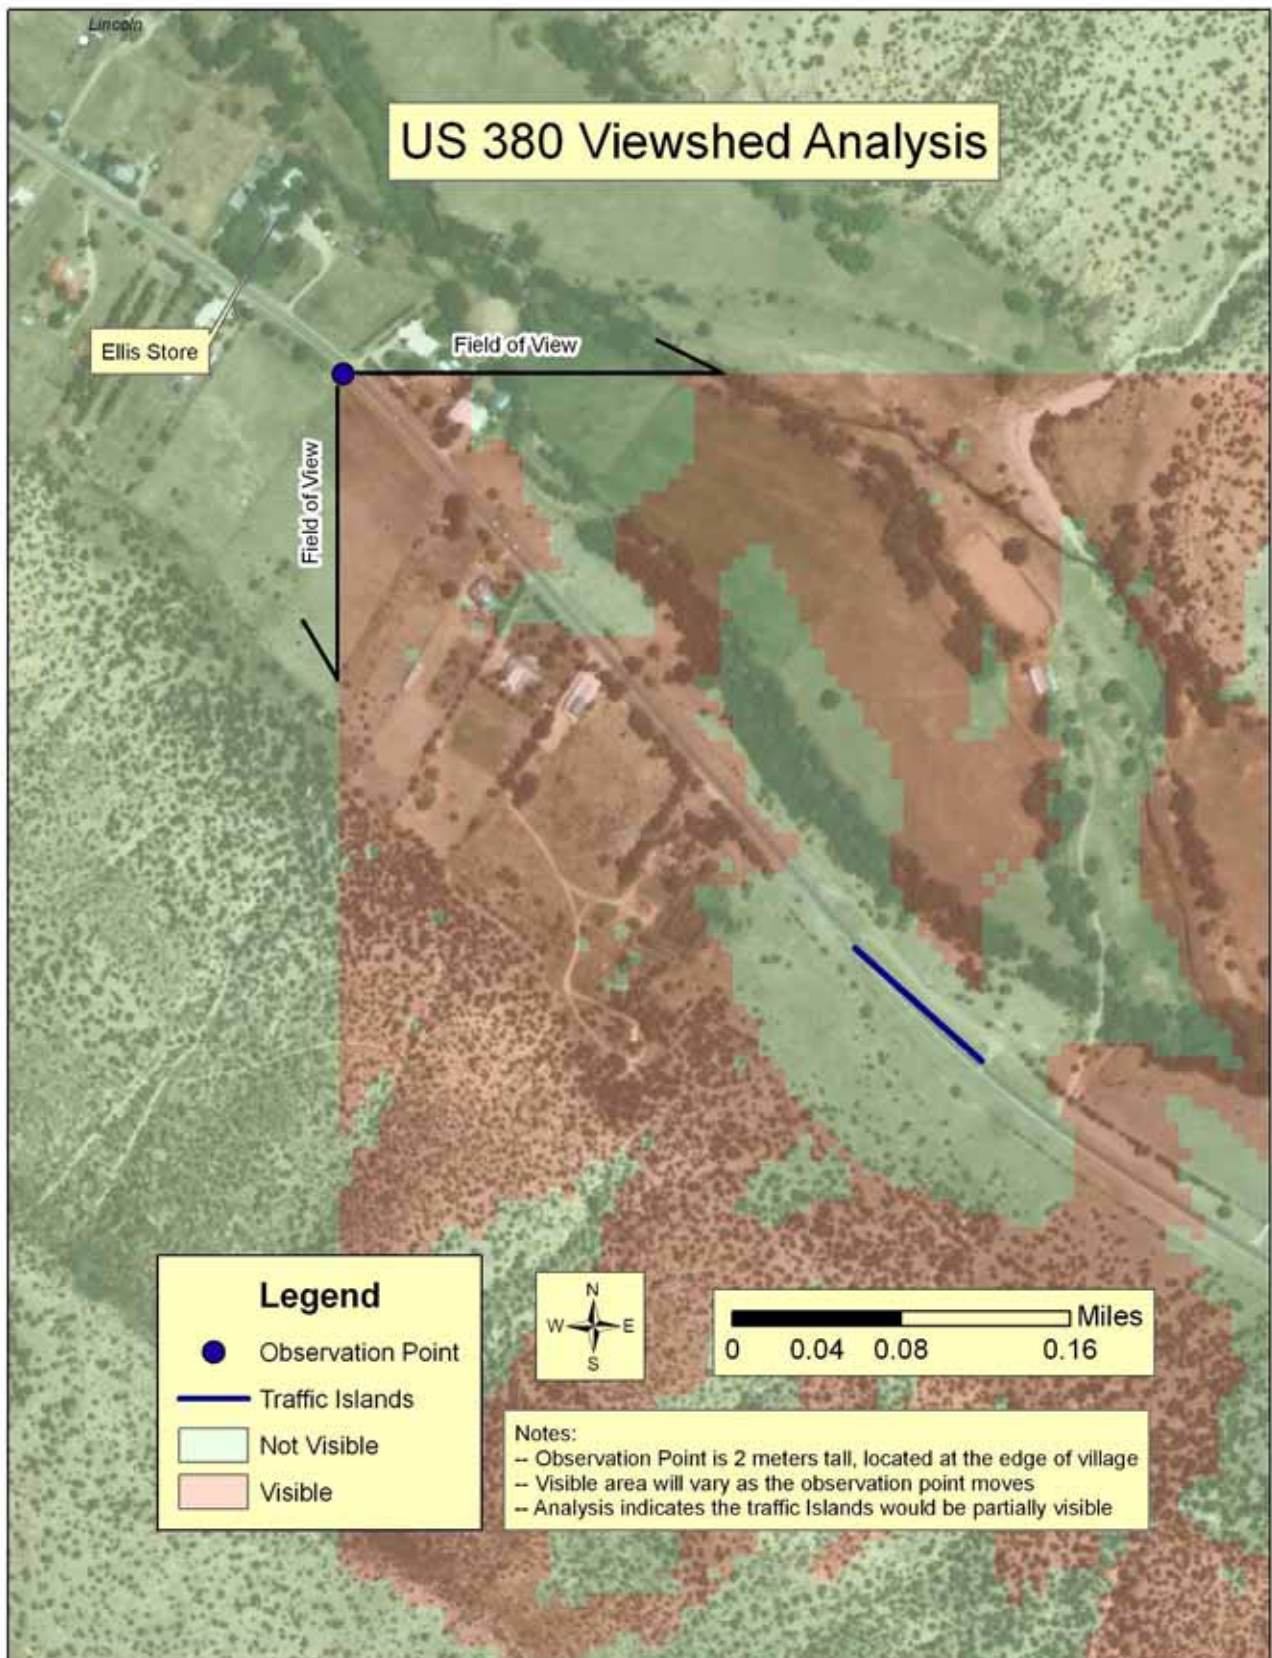 Lincoln
US 380 Viewshed Analysis
Ellis Store
Field of View
Field of View
Legend
Observation Point
Traffic Islands
Not Visible
Visible
N
W E
S
Miles
0 0.04 0.08 0.16
Notes:
-- Observation Point is 2 meters tall, located at the edge of village
-- Visible area will vary as the observation point moves
-- Analysis indicates the traffic Islands would be partially visible